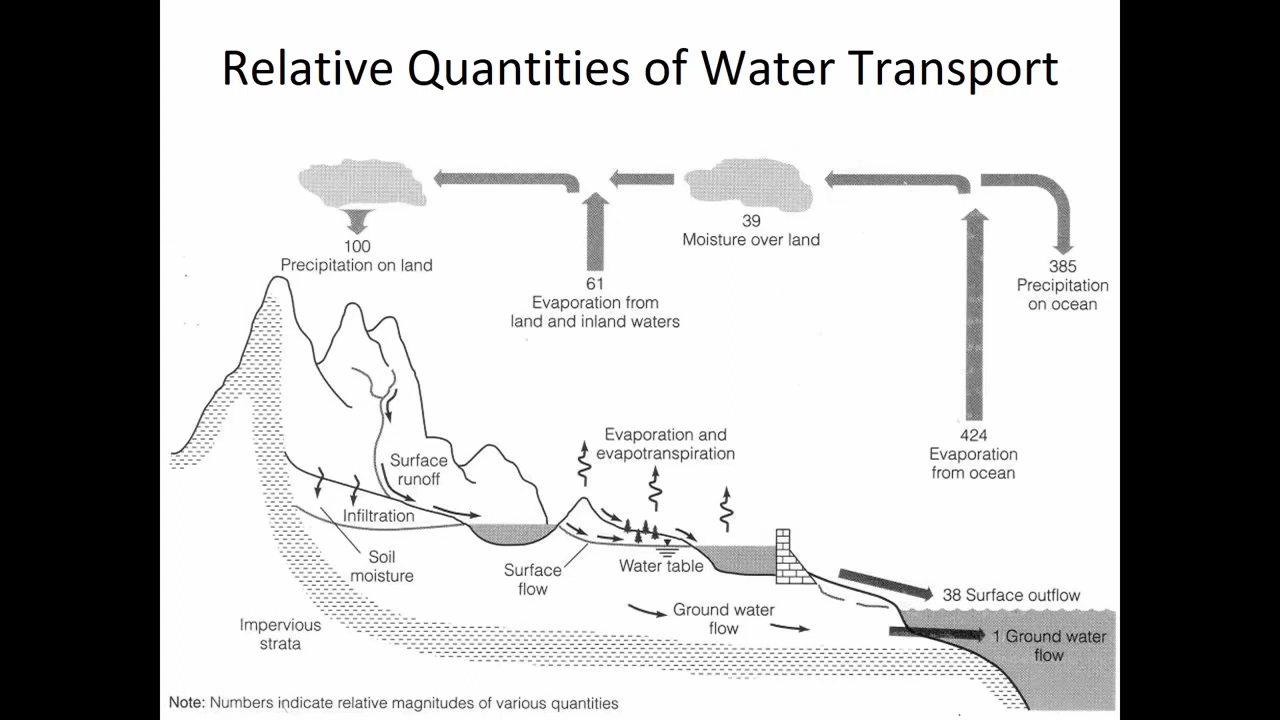 Relative Quantities of Water Transport
39
Moisture over land
100
Precipitation on land
385
Precipitation
on ocean
61
Evaporation from
land and inland waters
424
Evaporation
from ocean
Evaporation and
evapotranspiration
Surface
runoff
Infiltration
Soil
moisture
Surface
flow
Water table
38 Surface outflow
Ground water
flow
1 Ground water
flow
Impervious
strata
Note: Numbers indicate relative magnitudes of various quantities